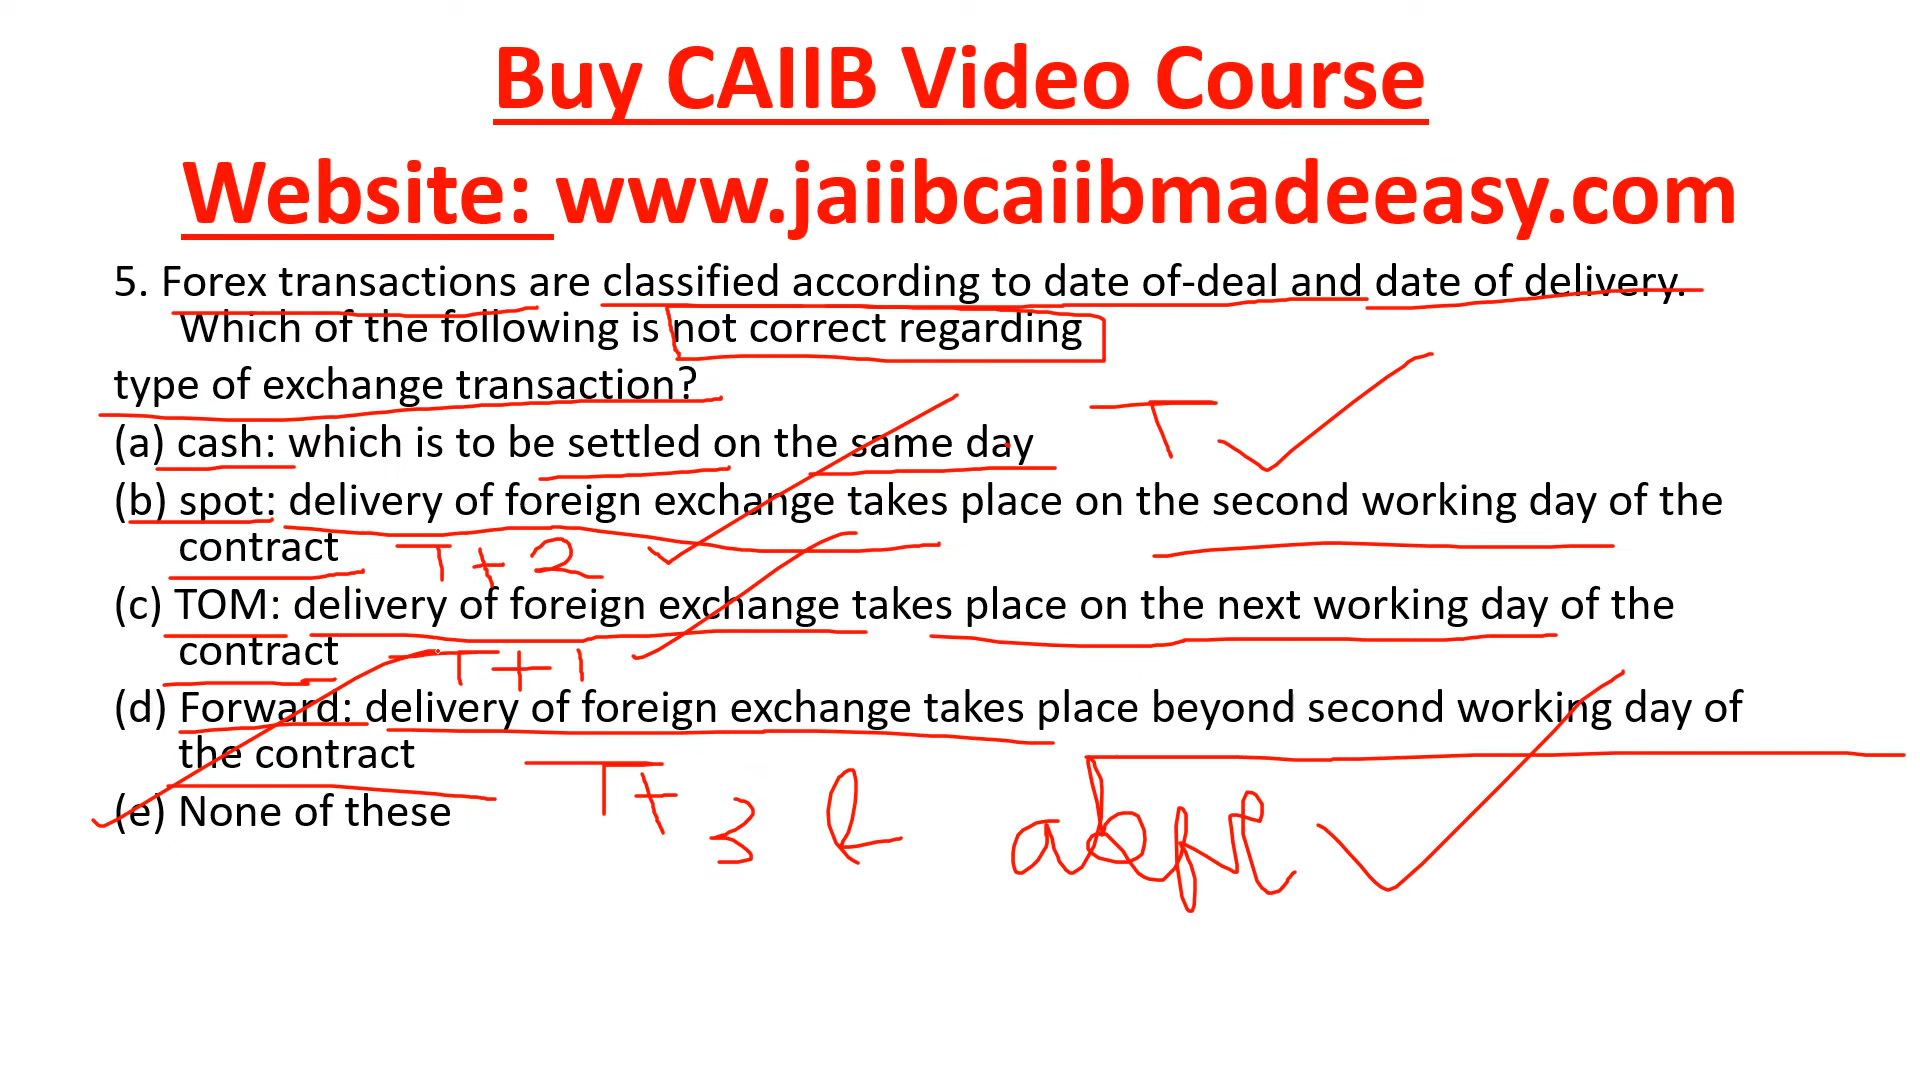 Buy CAIIB Video Course
Website: www.jaiibcaiibmadeeasy.com
5. Forex transactions are classified according to date of-deal and date of delivery.
Which of the following is not correct regarding
type of exchange transaction?
T
(a) cash: which is to be settled on the same day
(b) spot: delivery of foreign exchange takes place on the second working day of the
contract T+2
(c) TOM: delivery of foreign exchange takes place on the next working day of the
contract T+1
(d) Forward: delivery of foreign exchange takes place beyond second working day of
the contract T+3
(e) None of these